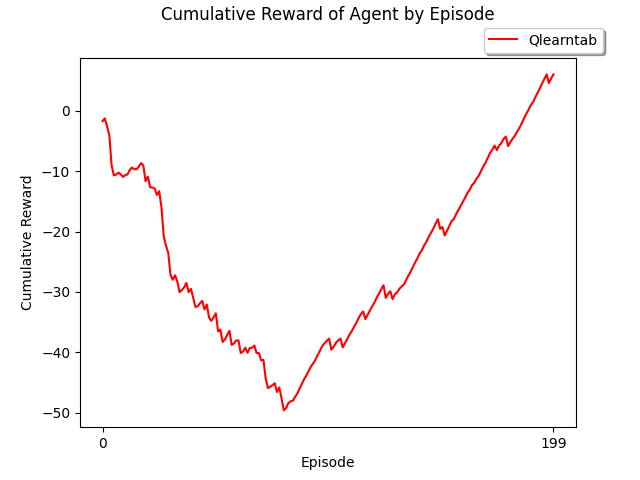 Cumulative Reward of Agent by Episode
Qlearntab
0
−10
−20
−30
−40
−50
Cumulative Reward
0
199
Episode